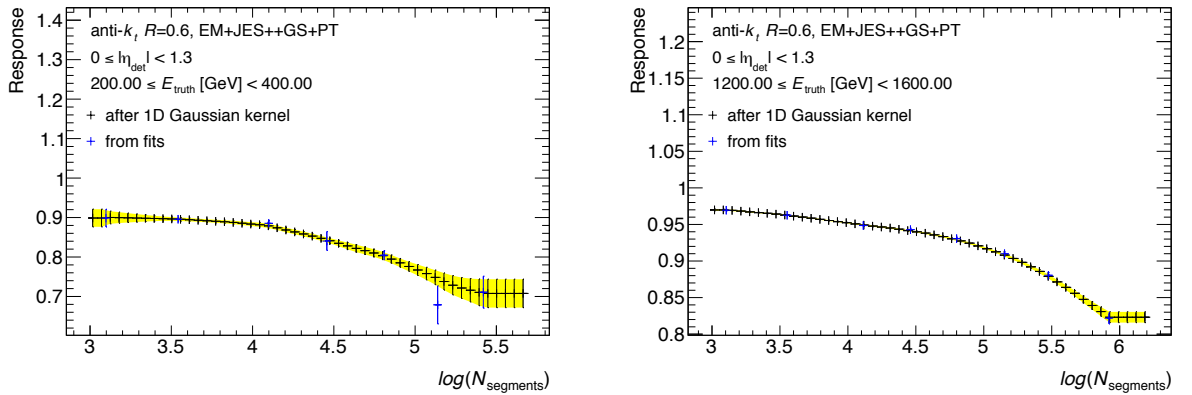 Response
anti-k_t R=0.6, EM+JES++GS+PT
0 ≤ |η_det| < 1.3
200.00 ≤ E_truth [GeV] < 400.00
after 1D Gaussian kernel
from fits
1.4
1.3
1.2
1.1
1
0.9
0.8
0.7
3 3.5 4 4.5 5 5.5
log(N_segments)
Response
anti-k_t R=0.6, EM+JES++GS+PT
0 ≤ |η_det| < 1.3
1200.00 ≤ E_truth [GeV] < 1600.00
after 1D Gaussian kernel
from fits
1.2
1.15
1.1
1.05
1
0.95
0.9
0.85
0.8
3 3.5 4 4.5 5 5.5 6
log(N_segments)